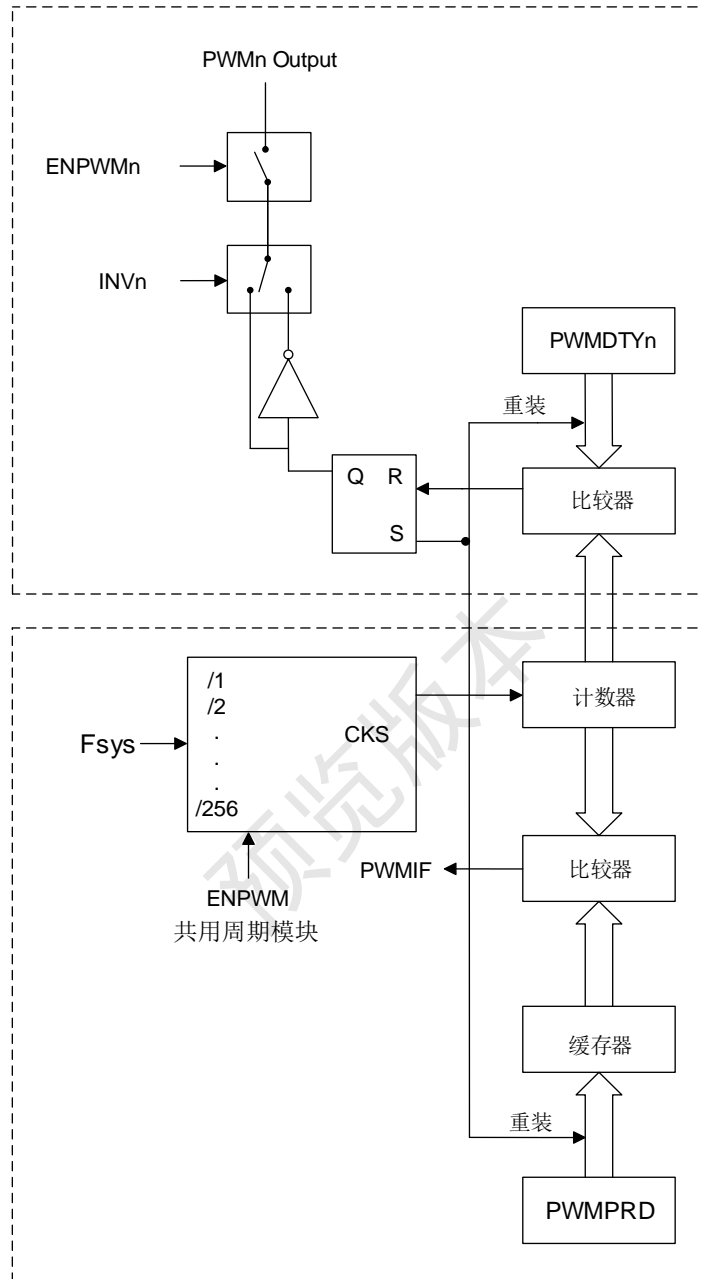 PWMn Output
ENPWMn
INVn
PWMDTYn
重装
Q R
S
比较器
/1
/2
.
.
.
/256
CKS
Fsys
计数器
ENPWM
共用周期模块
PWMIF
比较器
缓存器
重装
PWMPRD
预览版本